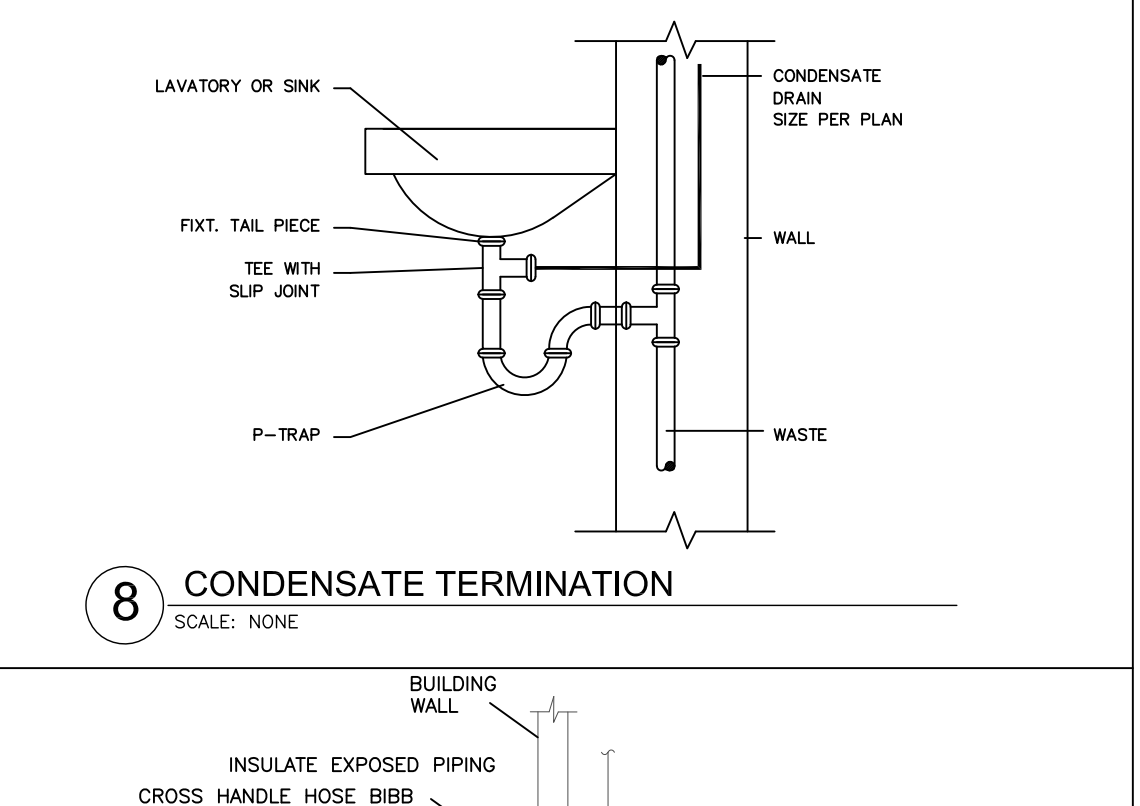 LAVATORY OR SINK
CONDENSATE
DRAIN
SIZE PER PLAN
FIXT. TAIL PIECE
WALL
TEE WITH
SLIP JOINT
P-TRAP
WASTE
8 CONDENSATE TERMINATION
SCALE: NONE
BUILDING
WALL
INSULATE EXPOSED PIPING
CROSS HANDLE HOSE BIBB